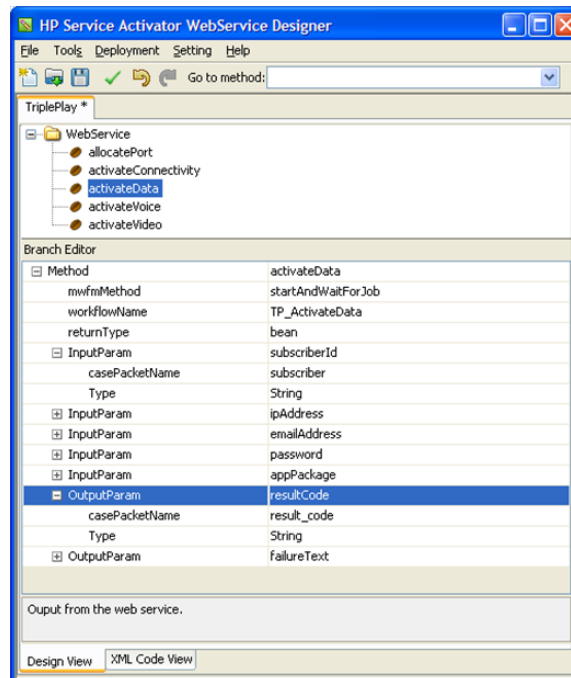 HP Service Activator WebService Designer
File Tools Deployment Setting Help
Go to method:
TriplePlay *
WebService
allocatePort
activateConnectivity
activateData
activateVoice
activateVideo
Branch Editor
Method activateData
mwfmMethod startAndWaitForJob
workflowName TP_ActivateData
returnType bean
InputParam subscriberId
casePacketName subscriber
Type String
InputParam ipAddress
InputParam emailAddress
InputParam password
InputParam appPackage
OutputParam resultCode
casePacketName result_code
Type String
OutputParam failureText
Ouput from the web service.
Design View XML Code View